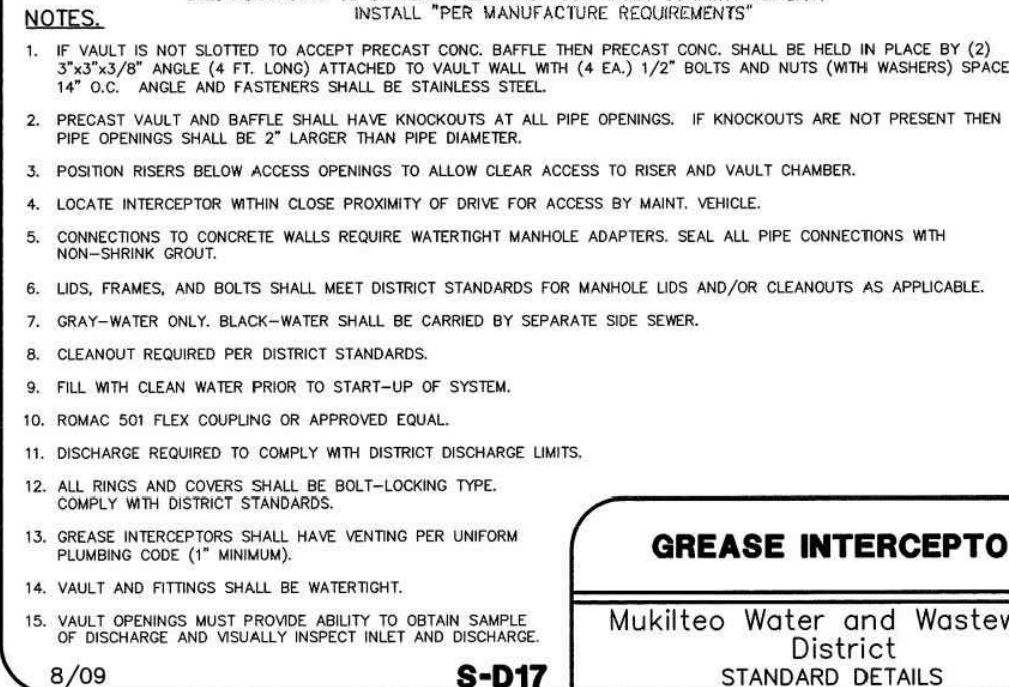 INSTALL "PER MANUFACTURE REQUIREMENTS"
NOTES.
1. IF VAULT IS NOT SLOTTED TO ACCEPT PRECAST CONC. BAFFLE THEN PRECAST CONC. SHALL BE HELD IN PLACE BY (2)
3"x3"x3/8" ANGLE (4 FT. LONG) ATTACHED TO VAULT WALL WITH (4 EA.) 1/2" BOLTS AND NUTS (WITH WASHERS) SPACE
14" O.C. ANGLE AND FASTENERS SHALL BE STAINLESS STEEL.
2. PRECAST VAULT AND BAFFLE SHALL HAVE KNOCKOUTS AT ALL PIPE OPENINGS. IF KNOCKOUTS ARE NOT PRESENT THEN
PIPE OPENINGS SHALL BE 2" LARGER THAN PIPE DIAMETER.
3. POSITION RISERS BELOW ACCESS OPENINGS TO ALLOW CLEAR ACCESS TO RISER AND VAULT CHAMBER.
4. LOCATE INTERCEPTOR WITHIN CLOSE PROXIMITY OF DRIVE FOR ACCESS BY MAINT. VEHICLE.
5. CONNECTIONS TO CONCRETE WALLS REQUIRE WATERTIGHT MANHOLE ADAPTERS. SEAL ALL PIPE CONNECTIONS WITH
NON-SHRINK GROUT.
6. LIDS, FRAMES, AND BOLTS SHALL MEET DISTRICT STANDARDS FOR MANHOLE LIDS AND/OR CLEANOUTS AS APPLICABLE.
7. GRAY-WATER ONLY. BLACK-WATER SHALL BE CARRIED BY SEPARATE SIDE SEWER.
8. CLEANOUT REQUIRED PER DISTRICT STANDARDS.
9. FILL WITH CLEAN WATER PRIOR TO START-UP OF SYSTEM.
10. ROMAC 501 FLEX COUPLING OR APPROVED EQUAL.
11. DISCHARGE REQUIRED TO COMPLY WITH DISTRICT DISCHARGE LIMITS.
12. ALL RINGS AND COVERS SHALL BE BOLT-LOCKING TYPE.
COMPLY WITH DISTRICT STANDARDS.
13. GREASE INTERCEPTORS SHALL HAVE VENTING PER UNIFORM
PLUMBING CODE (1" MINIMUM).
14. VAULT AND FITTINGS SHALL BE WATERTIGHT.
15. VAULT OPENINGS MUST PROVIDE ABILITY TO OBTAIN SAMPLE
OF DISCHARGE AND VISUALLY INSPECT INLET AND DISCHARGE.
8/09
S-D17
GREASE INTERCEPTO
Mukilteo Water and Wastew
District
STANDARD DETAILS